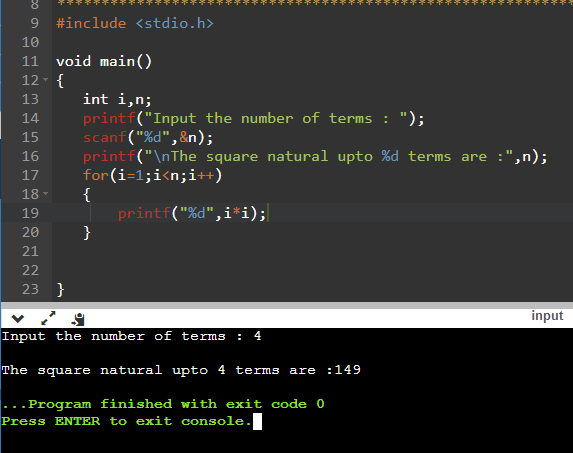 8 ****************************************************************
9 #include <stdio.h>
10
11 void main()
12 {
13 int i,n;
14 printf("Input the number of terms : ");
15 scanf("%d",&n);
16 printf("\nThe square natural upto %d terms are :",n);
17 for(i=1;i<n;i++)
18 {
19 printf("%d",i*i);
20 }
21
22
23 }
input
Input the number of terms : 4
The square natural upto 4 terms are :149
...Program finished with exit code 0
Press ENTER to exit console.